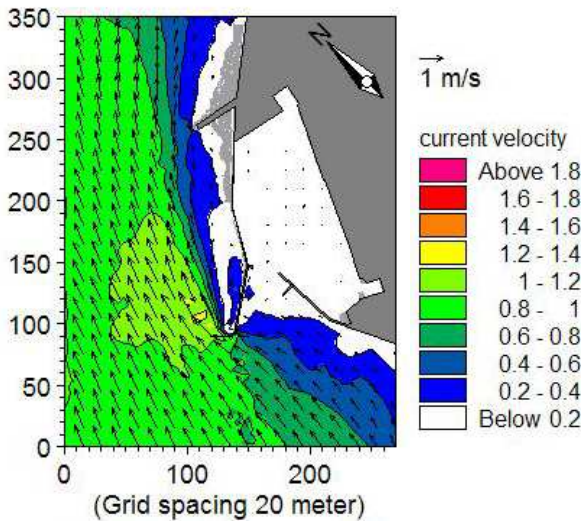 350
300
250
200
150
100
50
0
0 100 200
(Grid spacing 20 meter)
N
1 m/s
current velocity
Above 1.8
1.6 - 1.8
1.4 - 1.6
1.2 - 1.4
1 - 1.2
0.8 - 1
0.6 - 0.8
0.4 - 0.6
0.2 - 0.4
Below 0.2